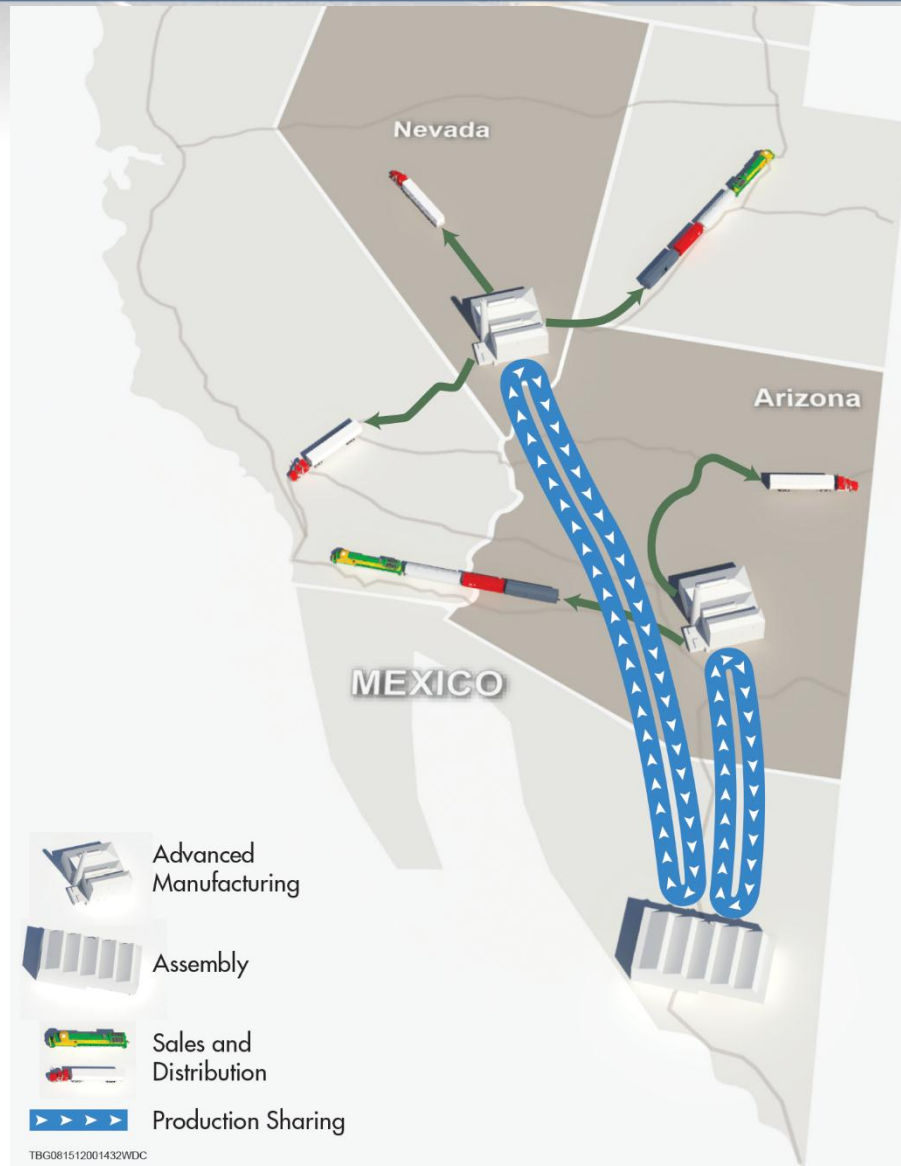 Nevada
Arizona
MEXICO
Advanced
Manufacturing
Assembly
Sales and
Distribution
Production Sharing
TBG081512001432WDC